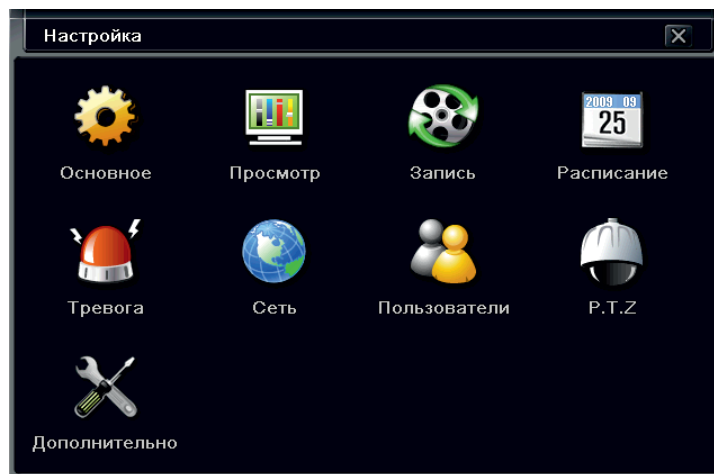 Настройка
Основное
Просмотр
Запись
2009 09
25
Расписание
Тревога
Сеть
Пользователи
P.T.Z
Дополнительно